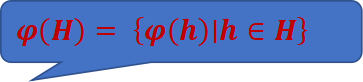 φ(H) = {φ(h)|h ∈ H}